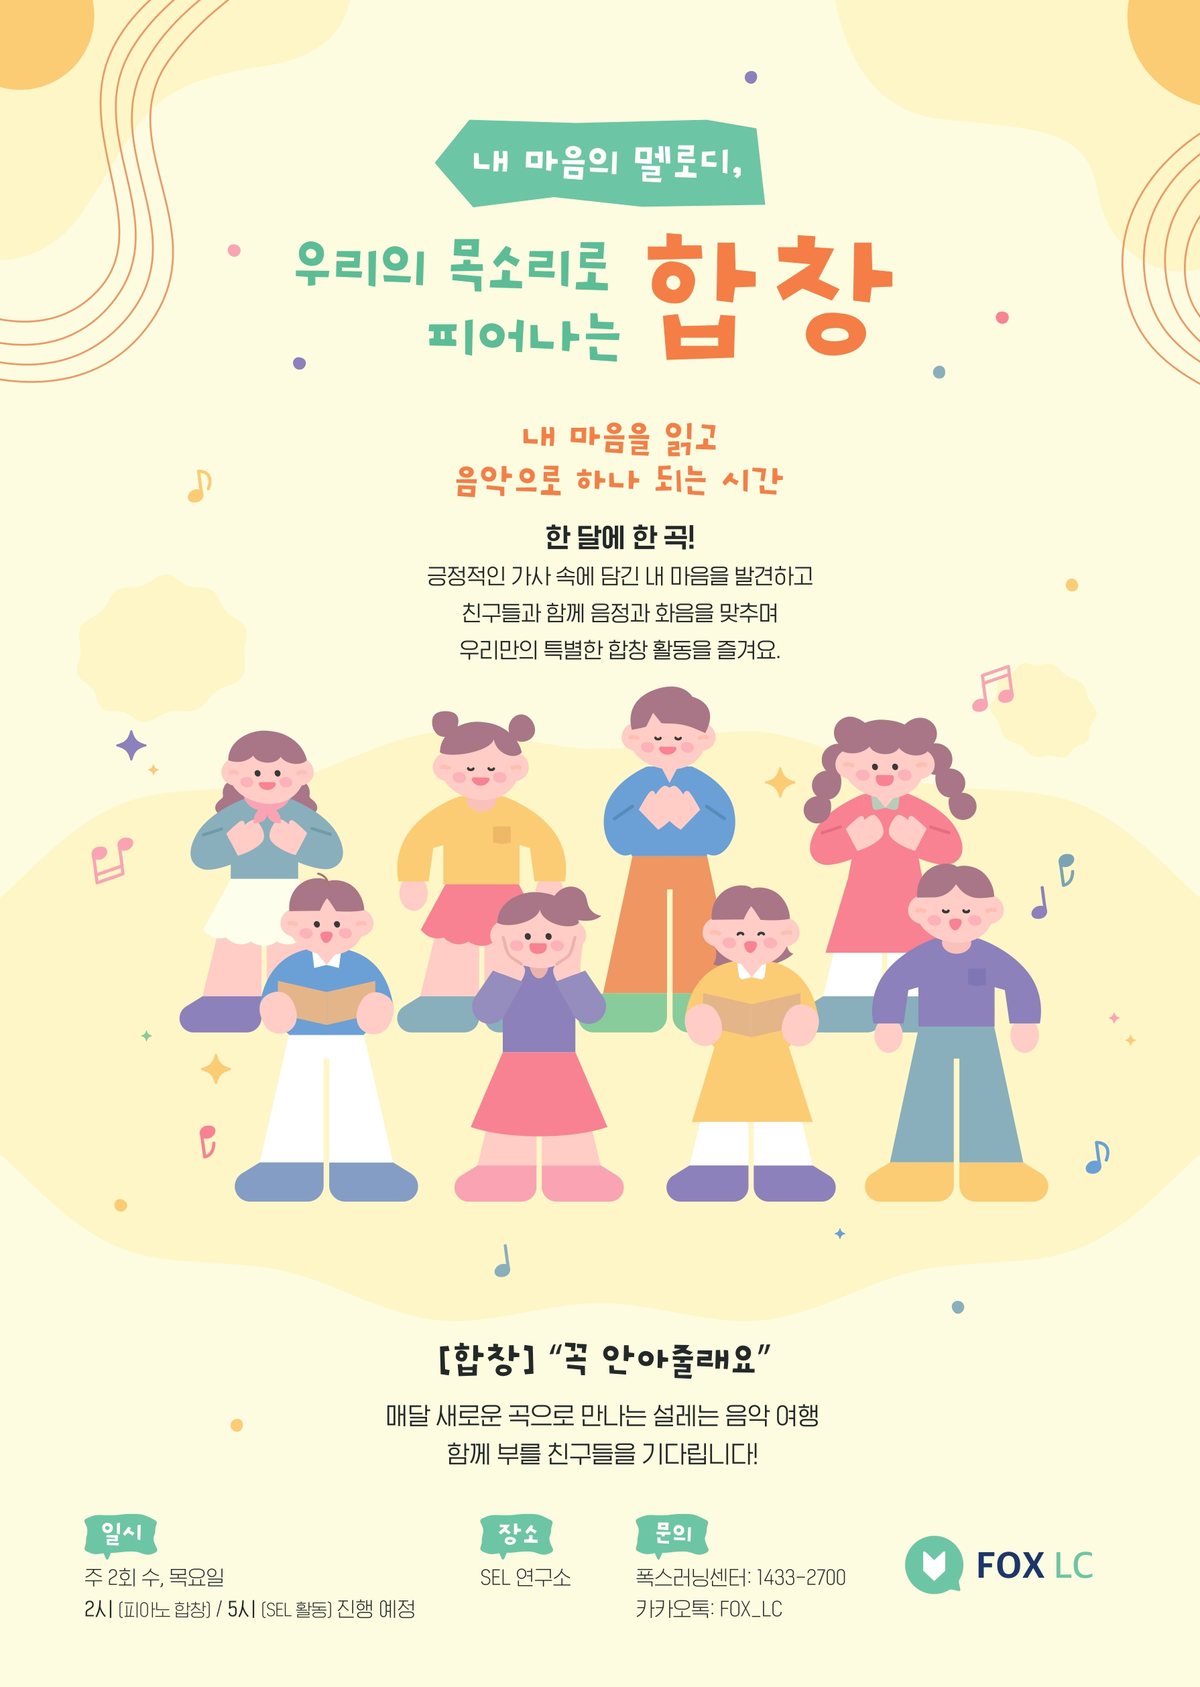 내 마음의 멜로디,
우리의 목소리로
피어나는 합창
내 마음을 읽고
음악으로 하나 되는 시간
한 달에 한 곡!
긍정적인 가사 속에 담긴 내 마음을 발견하고
친구들과 함께 음정과 화음을 맞추며
우리만의 특별한 합창 활동을 즐겨요.
[합창] “꼭 안아줄래요”
매달 새로운 곡으로 만나는 설레는 음악 여행
함께 부를 친구들을 기다립니다!
일시
주 2회 수, 목요일
2시 (피아노 합창) / 5시 (SEL 활동) 진행 예정
장소
SEL 연구소
문의
폭스러닝센터: 1433-2700
카카오톡: FOX_LC
FOX LC